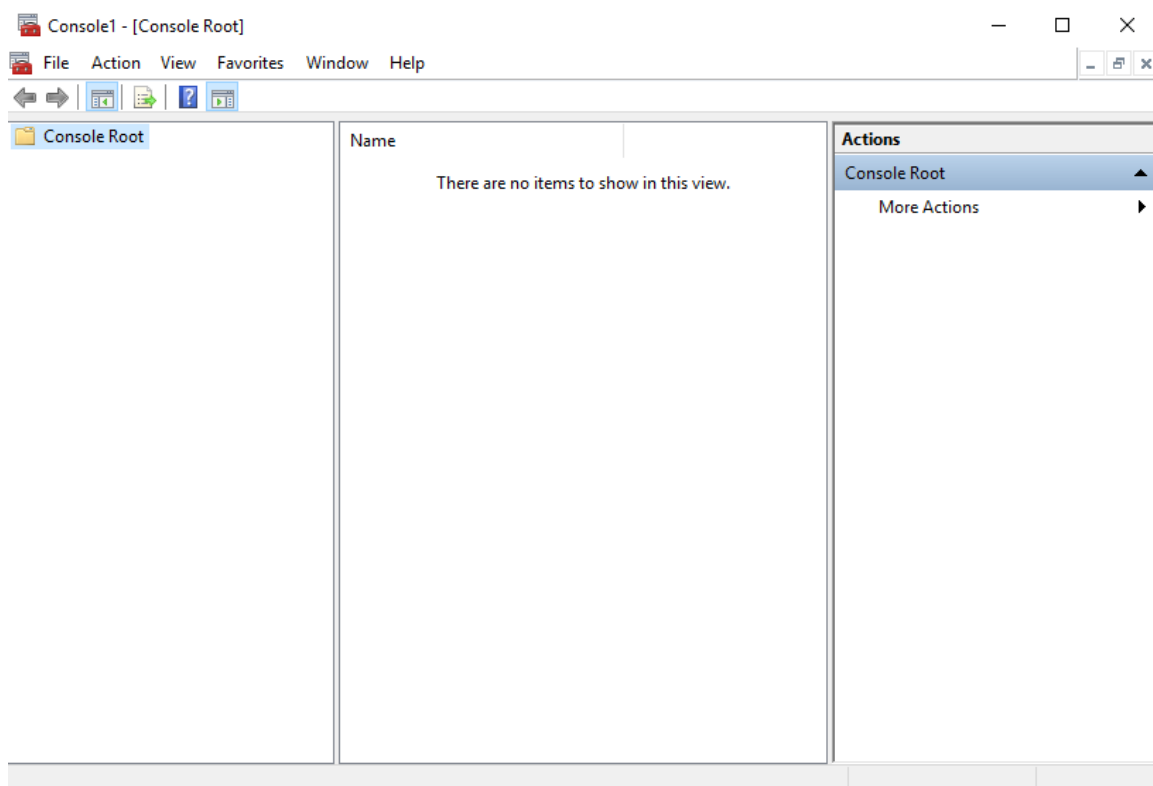 Console1 - [Console Root]
File Action View Favorites Window Help
Console Root
Name
There are no items to show in this view.
Actions
Console Root
More Actions